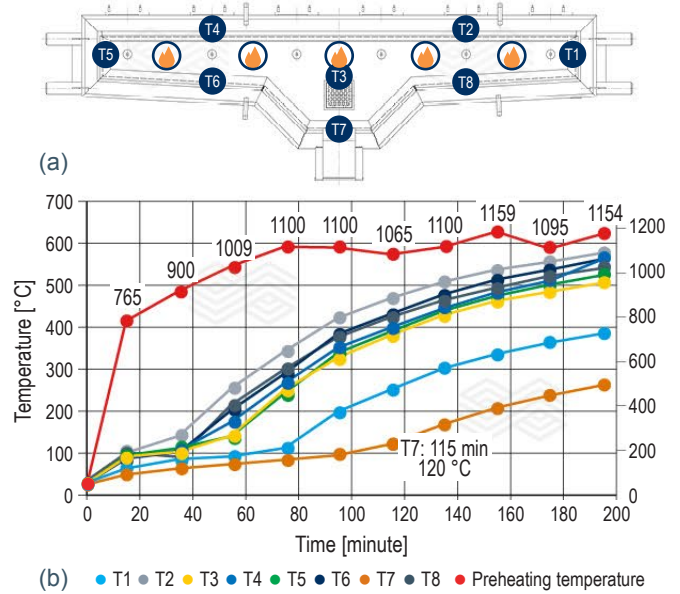 T4 T2
T5 T3 T1
T6 T8
T7
(a)
700 1200
600 1000
500 800
400 600
300 400
200 200
100 0
0
Temperature [°C]
765 900 1009 1100 1100 1065 1100 1159 1095 1154
T7: 115 min
120 °C
0 20 40 60 80 100 120 140 160 180 200
Time [minute]
(b) T1 T2 T3 T4 T5 T6 T7 T8 Preheating temperature